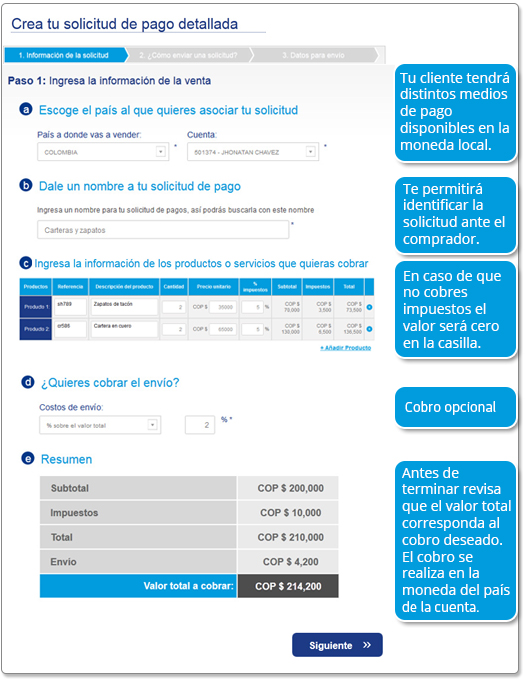 Crea tu solicitud de pago detallada
1. Información de la solicitud
2. ¿Cómo enviar una solicitud?
3. Datos para envío
Paso 1: Ingresa la información de la venta
a Escoge el país al que quieres asociar tu solicitud
País a donde vas a vender: Cuenta:
COLOMBIA * 601374 - JHONATAN CHAVEZ *
Tu cliente tendrá
distintos medios
de pago
disponibles en la
moneda local.
b Dale un nombre a tu solicitud de pago
Ingresa un nombre para tu solicitud de pagos, así podrás buscarla con este nombre
Carteras y zapatos *
Te permitirá
identificar la
solicitud ante el
comprador.
c Ingresa la información de los productos o servicios que quieras cobrar
Productos Referencia Descripción del producto Cantidad Precio unitario % impuestos Subtotal Impuestos Total
Producto 1 sh789 Zapatos de tacón 2 COP $ 35000 5 % COP $ 70,000 COP $ 3,500 COP $ 73,500
Producto 2 cr586 Cartera en cuero 2 COP $ 65000 5 % COP $ 130,000 COP $ 6,500 COP $ 136,500
+ Añadir Producto
En caso de que
no cobres
impuestos el
valor será cero
en la casilla.
d ¿Quieres cobrar el envío?
Costos de envío:
% sobre el valor total 2 % *
Cobro opcional
e Resumen
Subtotal COP $ 200,000
Impuestos COP $ 10,000
Total COP $ 210,000
Envío COP $ 4,200
Valor total a cobrar: COP $ 214,200
Antes de
terminar revisa
que el valor total
corresponda al
cobro deseado.
El cobro se
realiza en la
moneda del país
de la cuenta.
Siguiente »